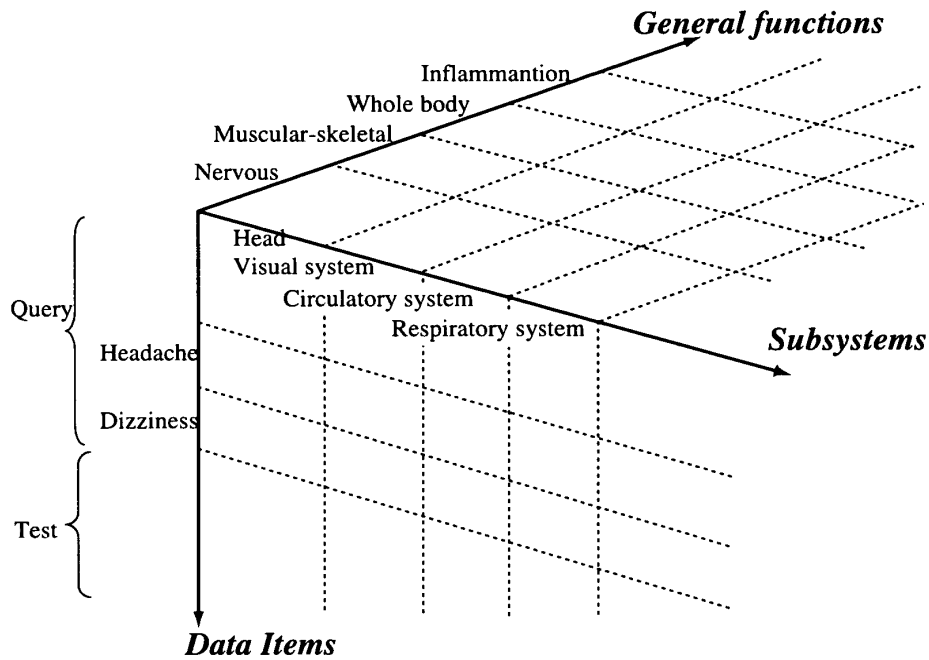 General functions
Inflammantion
Whole body
Muscular-skeletal
Nervous
Head
Visual system
Circulatory system
Respiratory system
Subsystems
Query
Headache
Dizziness
Test
Data Items